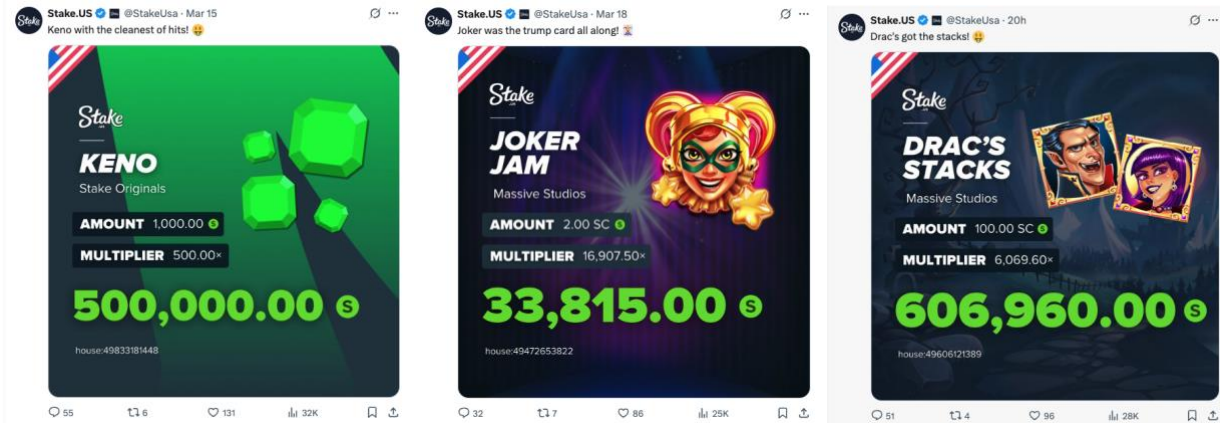 Stake.US @StakeUsa · Mar 15
Keno with the cleanest of hits! 🤑
Stake
.us
KENO
Stake Originals
AMOUNT 1,000.00 S
MULTIPLIER 500.00×
500,000.00 S
house:49833181448
55 6 131 32K
Stake.US @StakeUsa · Mar 18
Joker was the trump card all along! 🃏
Stake
.us
JOKER
JAM
Massive Studios
AMOUNT 2.00 SC S
MULTIPLIER 16,907.50×
33,815.00 S
house:49472653822
32 7 86 25K
Stake.US @StakeUsa · 20h
Drac's got the stacks! 🤑
Stake
.us
DRAC'S
STACKS
Massive Studios
AMOUNT 100.00 SC S
MULTIPLIER 6,069.60×
606,960.00 S
house:49606121389
51 4 96 28K